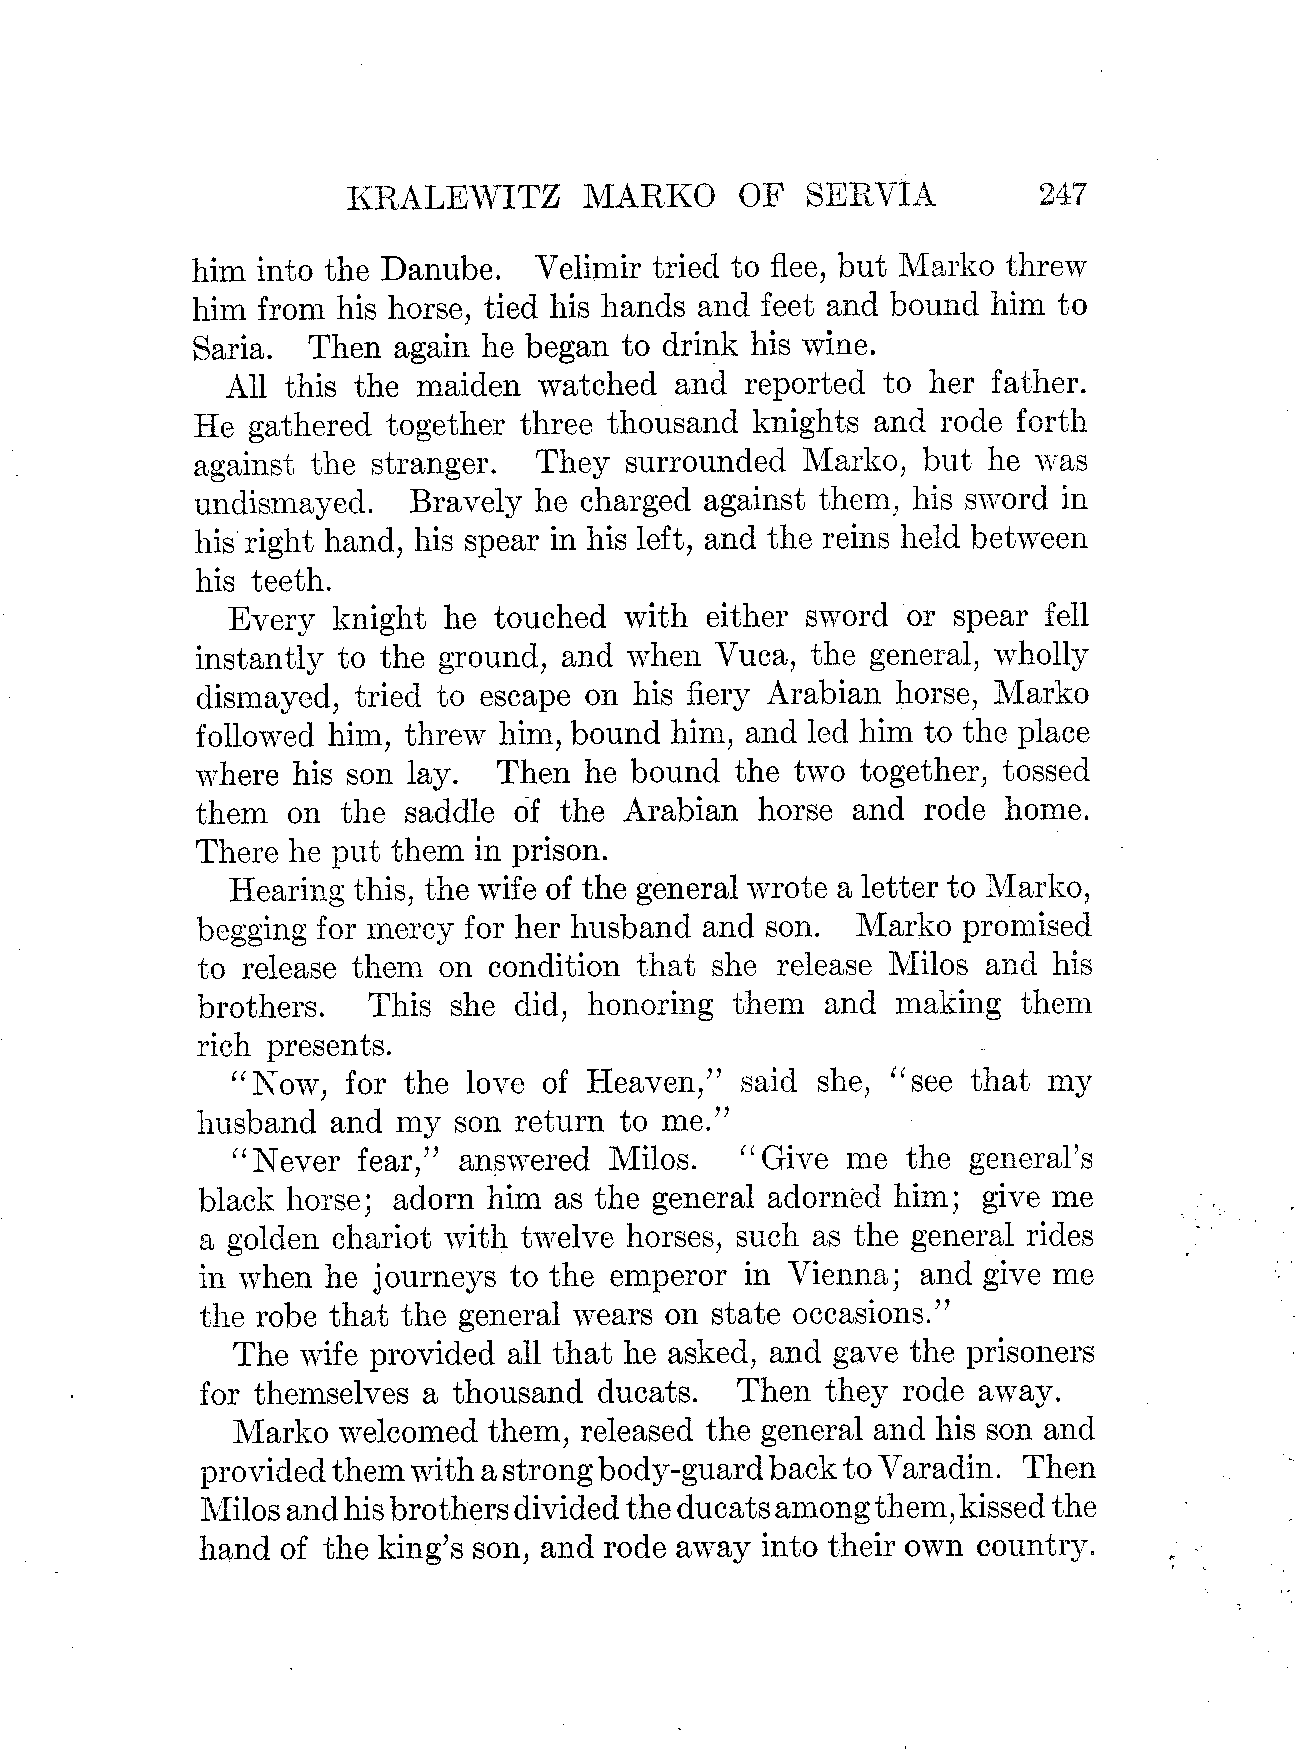 KRALEWITZ MARKO OF SERVIA 247
him into the Danube. Velimir tried to flee, but Marko threw
him from his horse, tied his hands and feet and bound him to
Saria. Then again he began to drink his wine.
All this the maiden watched and reported to her father.
He gathered together three thousand knights and rode forth
against the stranger. They surrounded Marko, but he was
undismayed. Bravely he charged against them, his sword in
his right hand, his spear in his left, and the reins held between
his teeth.
Every knight he touched with either sword or spear fell
instantly to the ground, and when Vuca, the general, wholly
dismayed, tried to escape on his fiery Arabian horse, Marko
followed him, threw him, bound him, and led him to the place
where his son lay. Then he bound the two together, tossed
them on the saddle of the Arabian horse and rode home.
There he put them in prison.
Hearing this, the wife of the general wrote a letter to Marko,
begging for mercy for her husband and son. Marko promised
to release them on condition that she release Milos and his
brothers. This she did, honoring them and making them
rich presents.
"Now, for the love of Heaven," said she, "see that my
husband and my son return to me."
"Never fear," answered Milos. "Give me the general's
black horse; adorn him as the general adorned him; give me
a golden chariot with twelve horses, such as the general rides
in when he journeys to the emperor in Vienna; and give me
the robe that the general wears on state occasions."
The wife provided all that he asked, and gave the prisoners
for themselves a thousand ducats. Then they rode away.
Marko welcomed them, released the general and his son and
provided them with a strong body-guard back to Varadin. Then
Milos and his brothers divided the ducats among them, kissed the
hand of the king's son, and rode away into their own country.